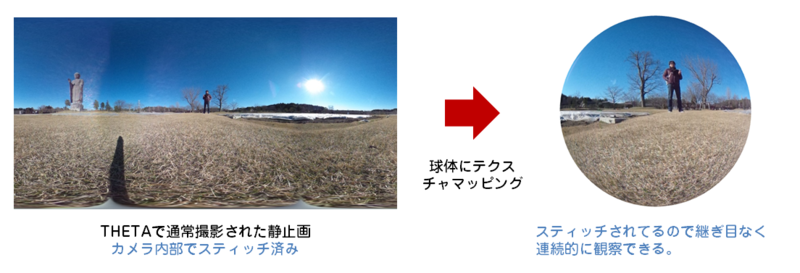 球体にテクス
チャマッピング
THETAで通常撮影された静止画
カメラ内部でスティッチ済み
スティッチされてるので継ぎ目なく
連続的に観察できる。